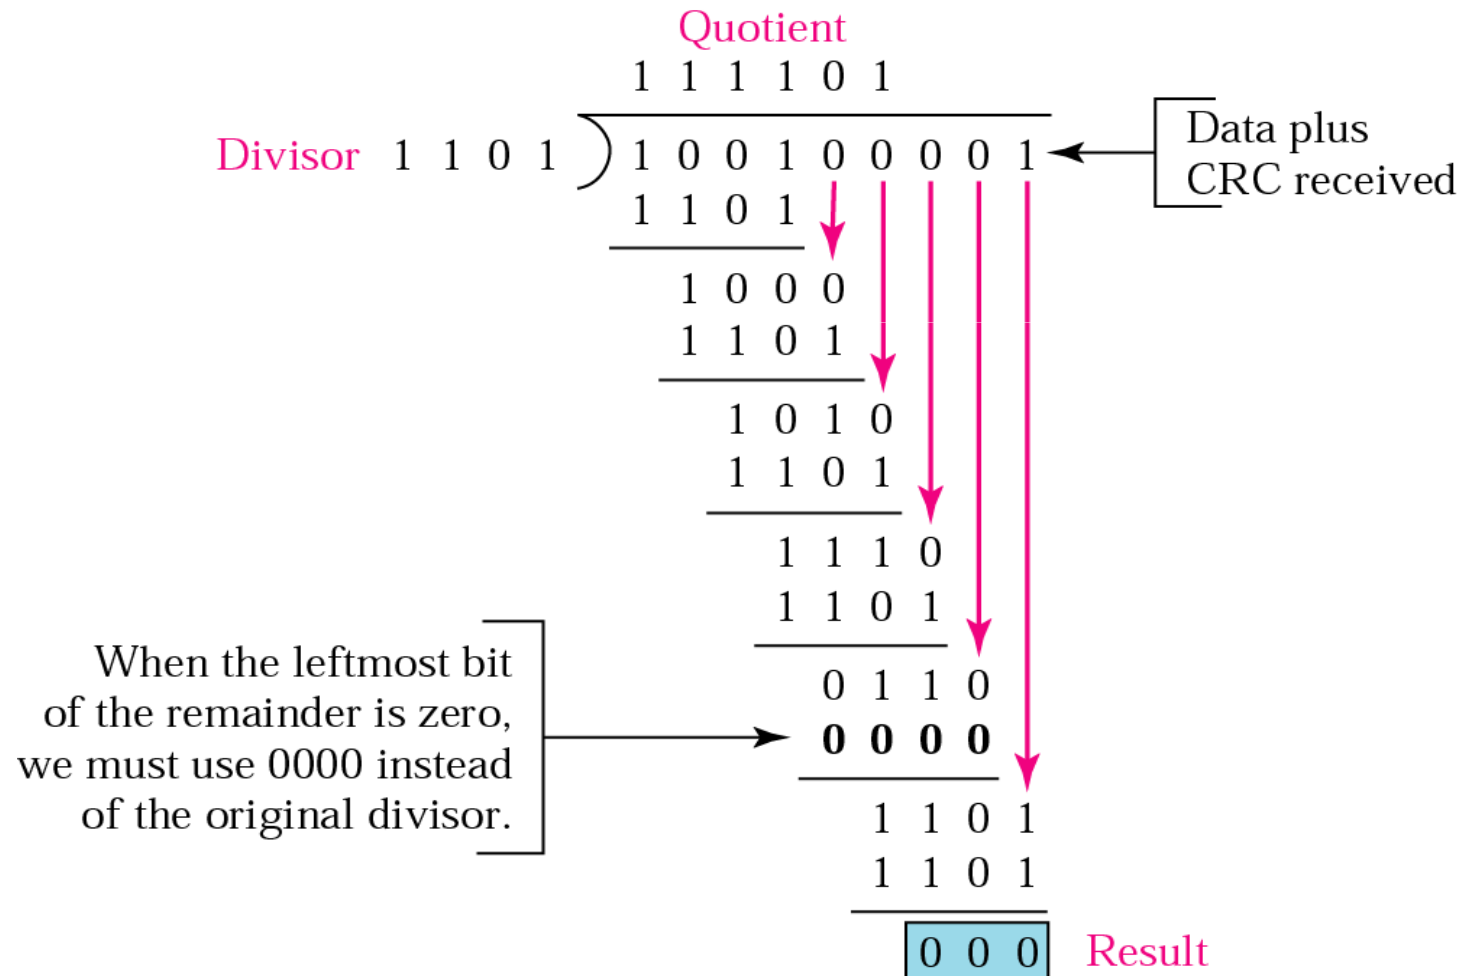 Quotient
1 1 1 1 0 1
Divisor 1 1 0 1 1 0 0 1 0 0 0 0 1
Data plus
CRC received
1 1 0 1
1 0 0 0
1 1 0 1
1 0 1 0
1 1 0 1
1 1 1 0
1 1 0 1
When the leftmost bit
of the remainder is zero,
we must use 0000 instead
of the original divisor.
0 1 1 0
0 0 0 0
1 1 0 1
1 1 0 1
0 0 0 Result